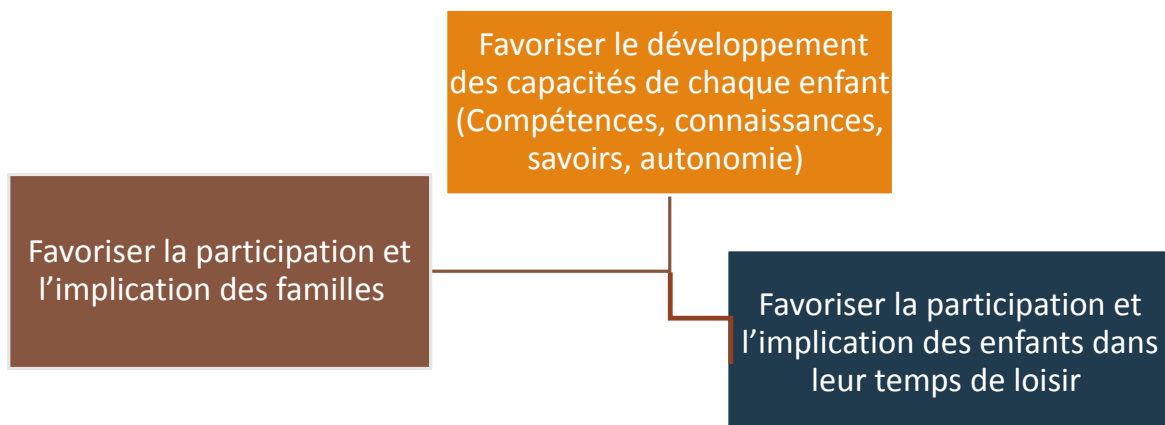 Favoriser le développement
des capacités de chaque enfant
(Compétences, connaissances,
savoirs, autonomie)
Favoriser la participation et
l’implication des familles
Favoriser la participation et
l’implication des enfants dans
leur temps de loisir